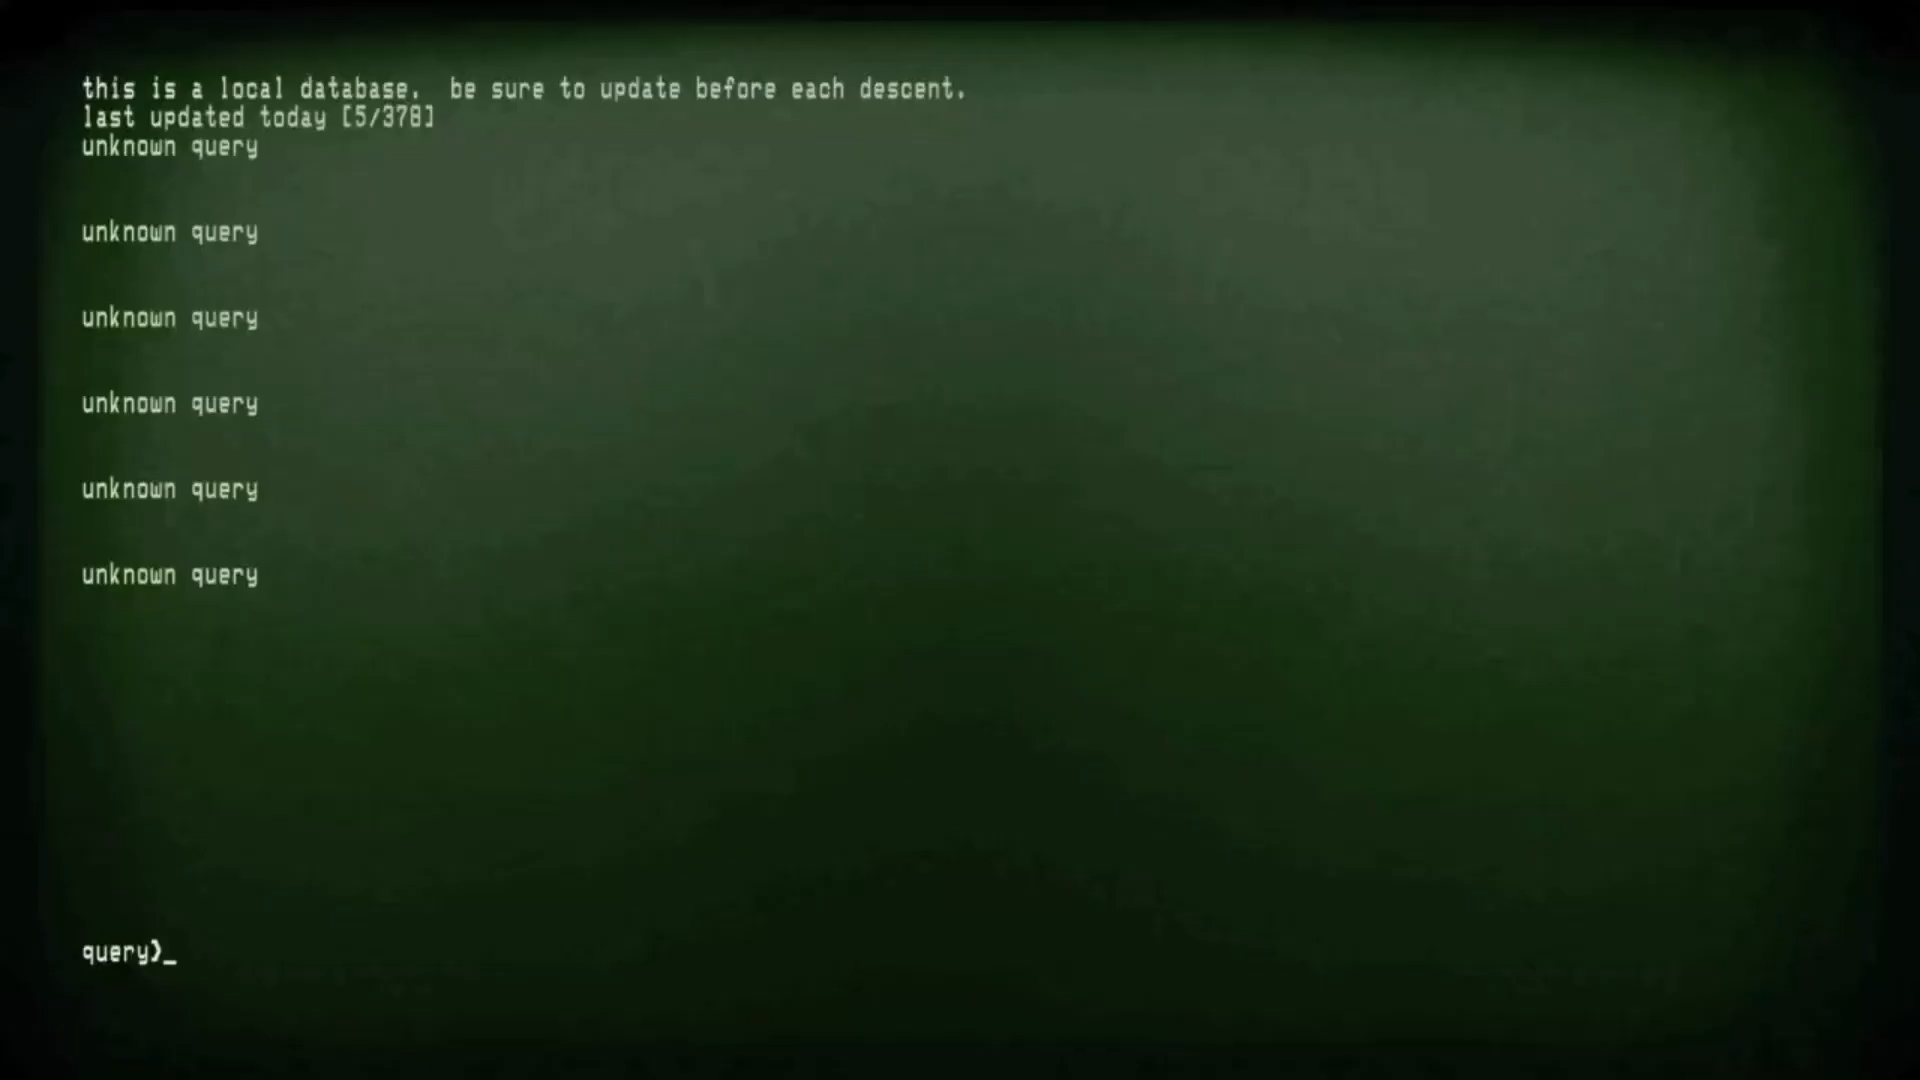 this is a local database.  be sure to update before each descent.
last updated today [5/378]
unknown query
unknown query
unknown query
unknown query
unknown query
unknown query
query>_